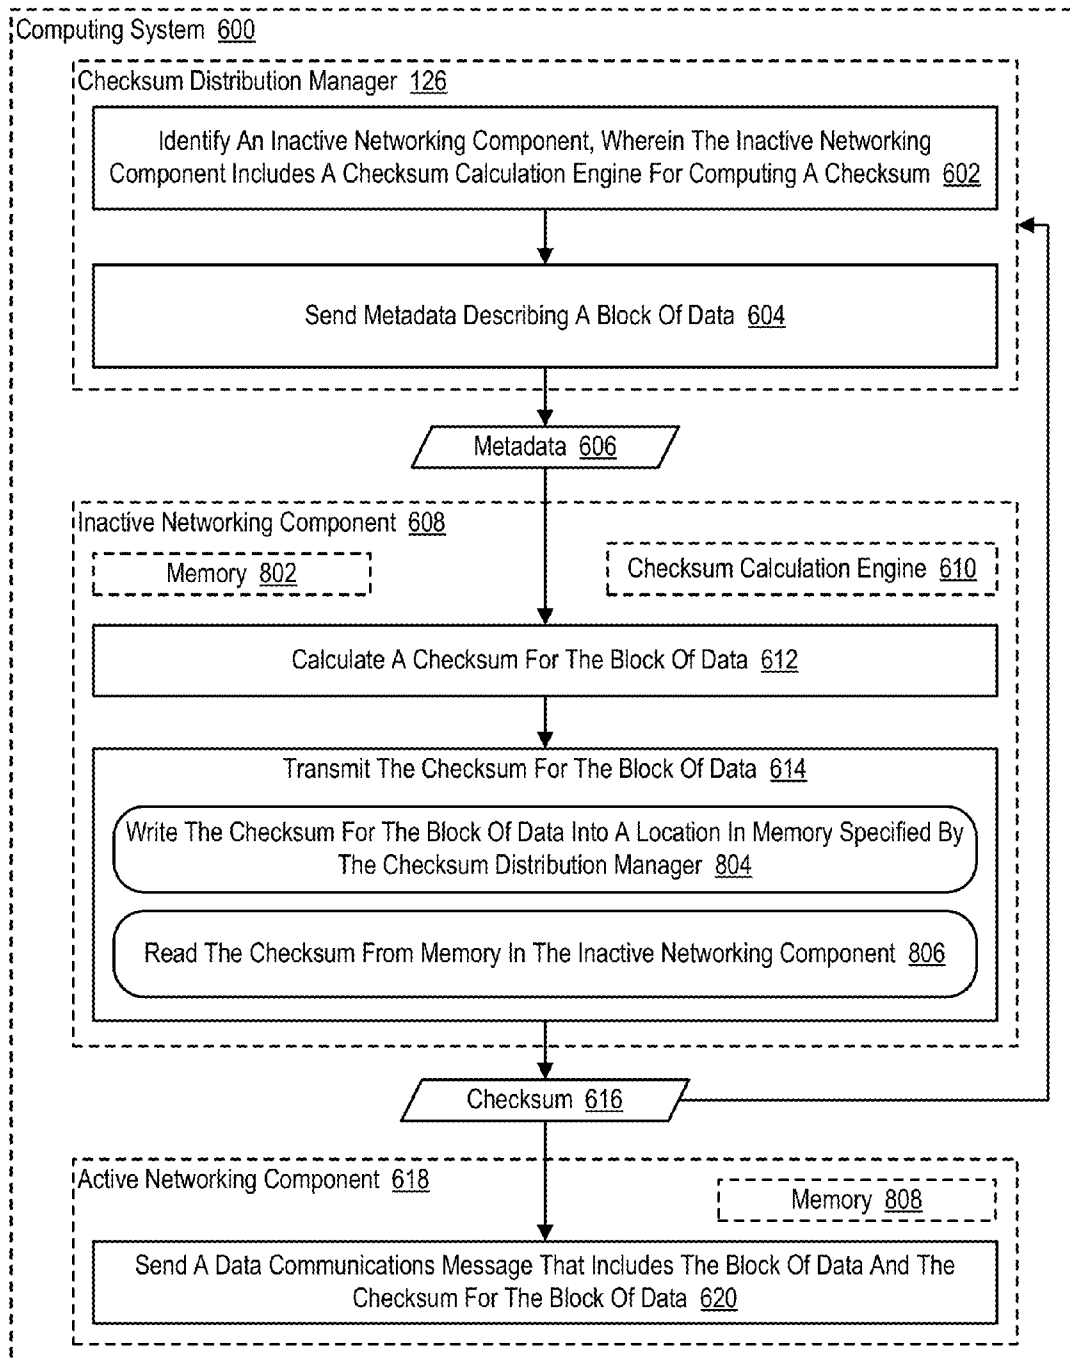 Computing System 600
Checksum Distribution Manager 126
Identify An Inactive Networking Component, Wherein The Inactive Networking
Component Includes A Checksum Calculation Engine For Computing A Checksum 602
Send Metadata Describing A Block Of Data 604
Metadata 606
Inactive Networking Component 608
Memory 802
Checksum Calculation Engine 610
Calculate A Checksum For The Block Of Data 612
Transmit The Checksum For The Block Of Data 614
Write The Checksum For The Block Of Data Into A Location In Memory Specified By
The Checksum Distribution Manager 804
Read The Checksum From Memory In The Inactive Networking Component 806
Checksum 616
Active Networking Component 618
Memory 808
Send A Data Communications Message That Includes The Block Of Data And The
Checksum For The Block Of Data 620